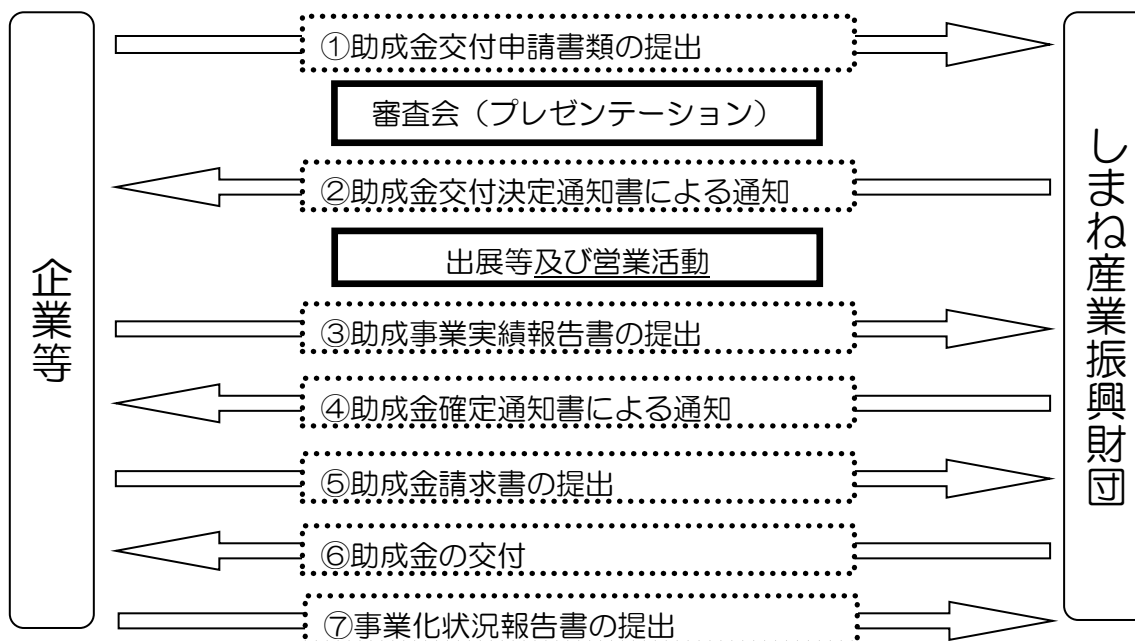 企業等
①助成金交付申請書類の提出
審査会（プレゼンテーション）
②助成金交付決定通知書による通知
出展等及び営業活動
③助成事業実績報告書の提出
④助成金確定通知書による通知
⑤助成金請求書の提出
⑥助成金の交付
⑦事業化状況報告書の提出
しまね産業振興財団